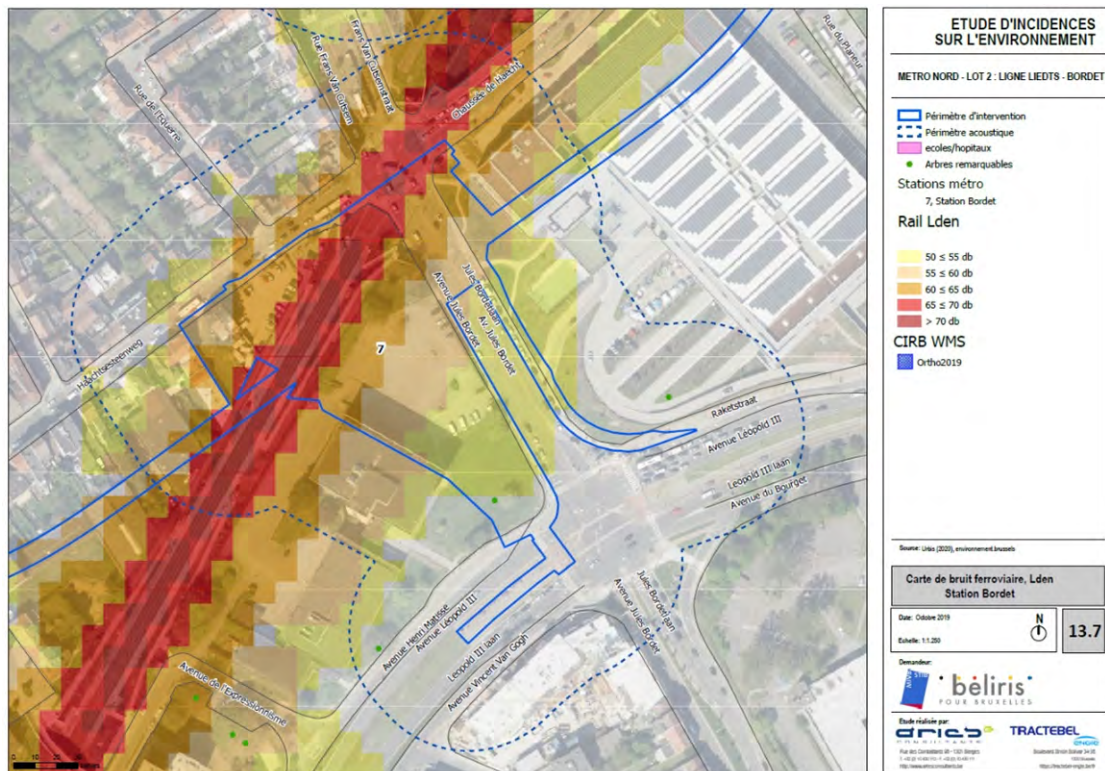 Rue du Planeur
Frans Van Cutsemstraat
Rue Frans Van Cutsem
Rue de l'Equerre
Chaussée de Haecht
Haachtsesteenweg
7
Jules Bordetlaan
Av. Jules Bordet
Avenue Jules Bordet
Raketstraat
Avenue Léopold III
Leopold III laan
Avenue du Bourget
Jules Bordetlaan
Avenue Jules Bordet
Avenue Henri Matisse
Avenue Léopold III
Leopold III laan
Avenue Vincent Van Gogh
Avenue de l'Expressionnisme
ETUDE D'INCIDENCES
SUR L'ENVIRONNEMENT
METRO NORD - LOT 2 : LIGNE LIEDTS - BORDET
Périmètre d'intervention
Périmètre acoustique
ecoles/hopitaux
Arbres remarquables
Stations métro
7, Station Bordet
Rail Lden
50 ≤ 55 db
55 ≤ 60 db
60 ≤ 65 db
65 ≤ 70 db
> 70 db
CIRB WMS
Ortho2019
Source: Urbis (2020), environnement.brussels
Carte de bruit ferroviaire, Lden
Station Bordet
Date: Octobre 2019
Echelle: 1:1.250
N
13.7
Demandeur:
beliris
POUR BRUXELLES
Etude réalisée par:
aries
CONSULTANTS
TRACTEBEL
ENGIE